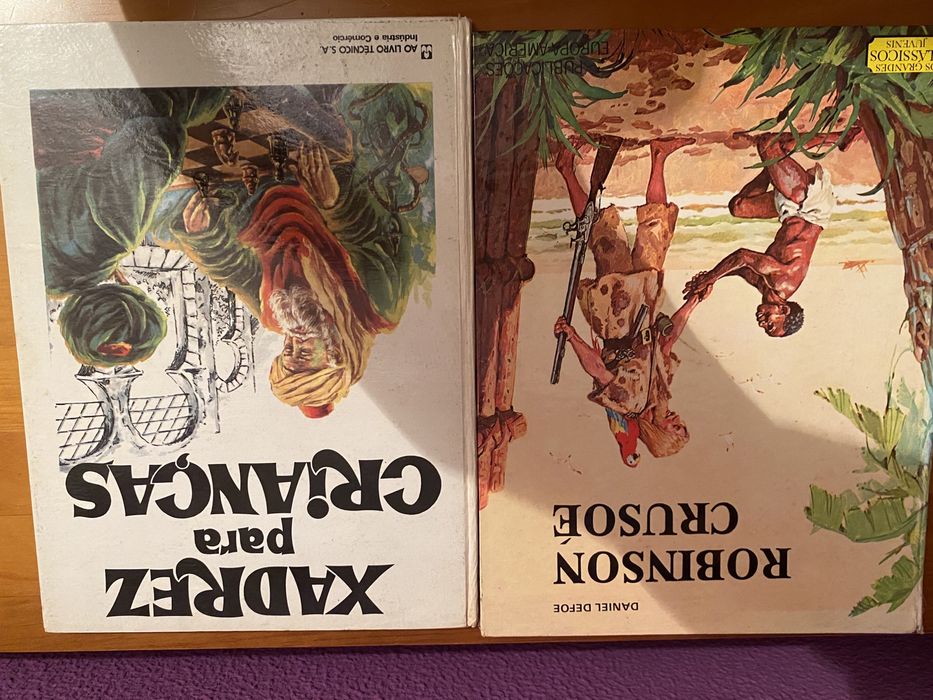 XADREZ
para
CRIANÇAS
AO LIVRO TÉCNICO S.A.
Indústria e Comércio
DANIEL DEFOE
ROBINSON
CRUSOÉ
OS GRANDES
CLÁSSICOS
JUVENIS
PUBLICAÇÕES
EUROPA-AMÉRICA